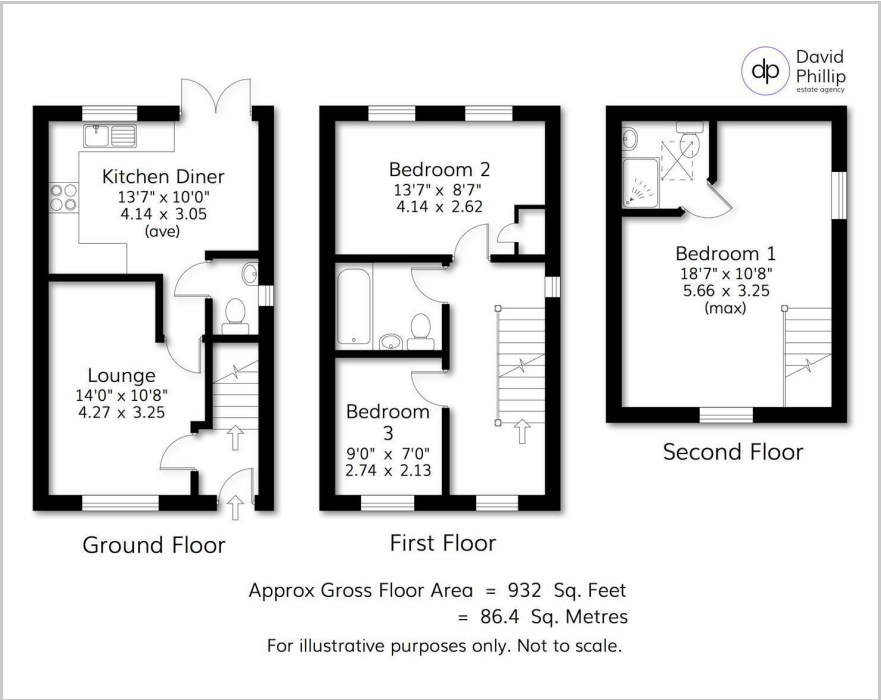 dp
David
Phillip
estate agency
Kitchen Diner
13'7" x 10'0"
4.14 x 3.05
(ave)
Lounge
14'0" x 10'8"
4.27 x 3.25
Ground Floor
Bedroom 2
13'7" x 8'7"
4.14 x 2.62
Bedroom
3
9'0" x 7'0"
2.74 x 2.13
First Floor
Bedroom 1
18'7" x 10'8"
5.66 x 3.25
(max)
Second Floor
Approx Gross Floor Area = 932 Sq. Feet
= 86.4 Sq. Metres
For illustrative purposes only. Not to scale.